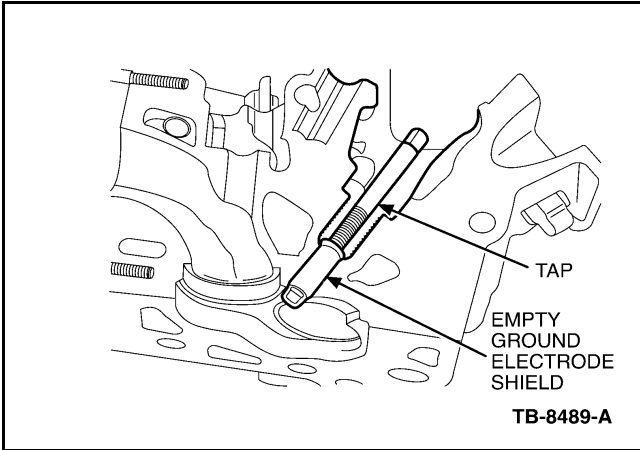 TAP
EMPTY
GROUND
ELECTRODE
SHIELD
TB-8489-A